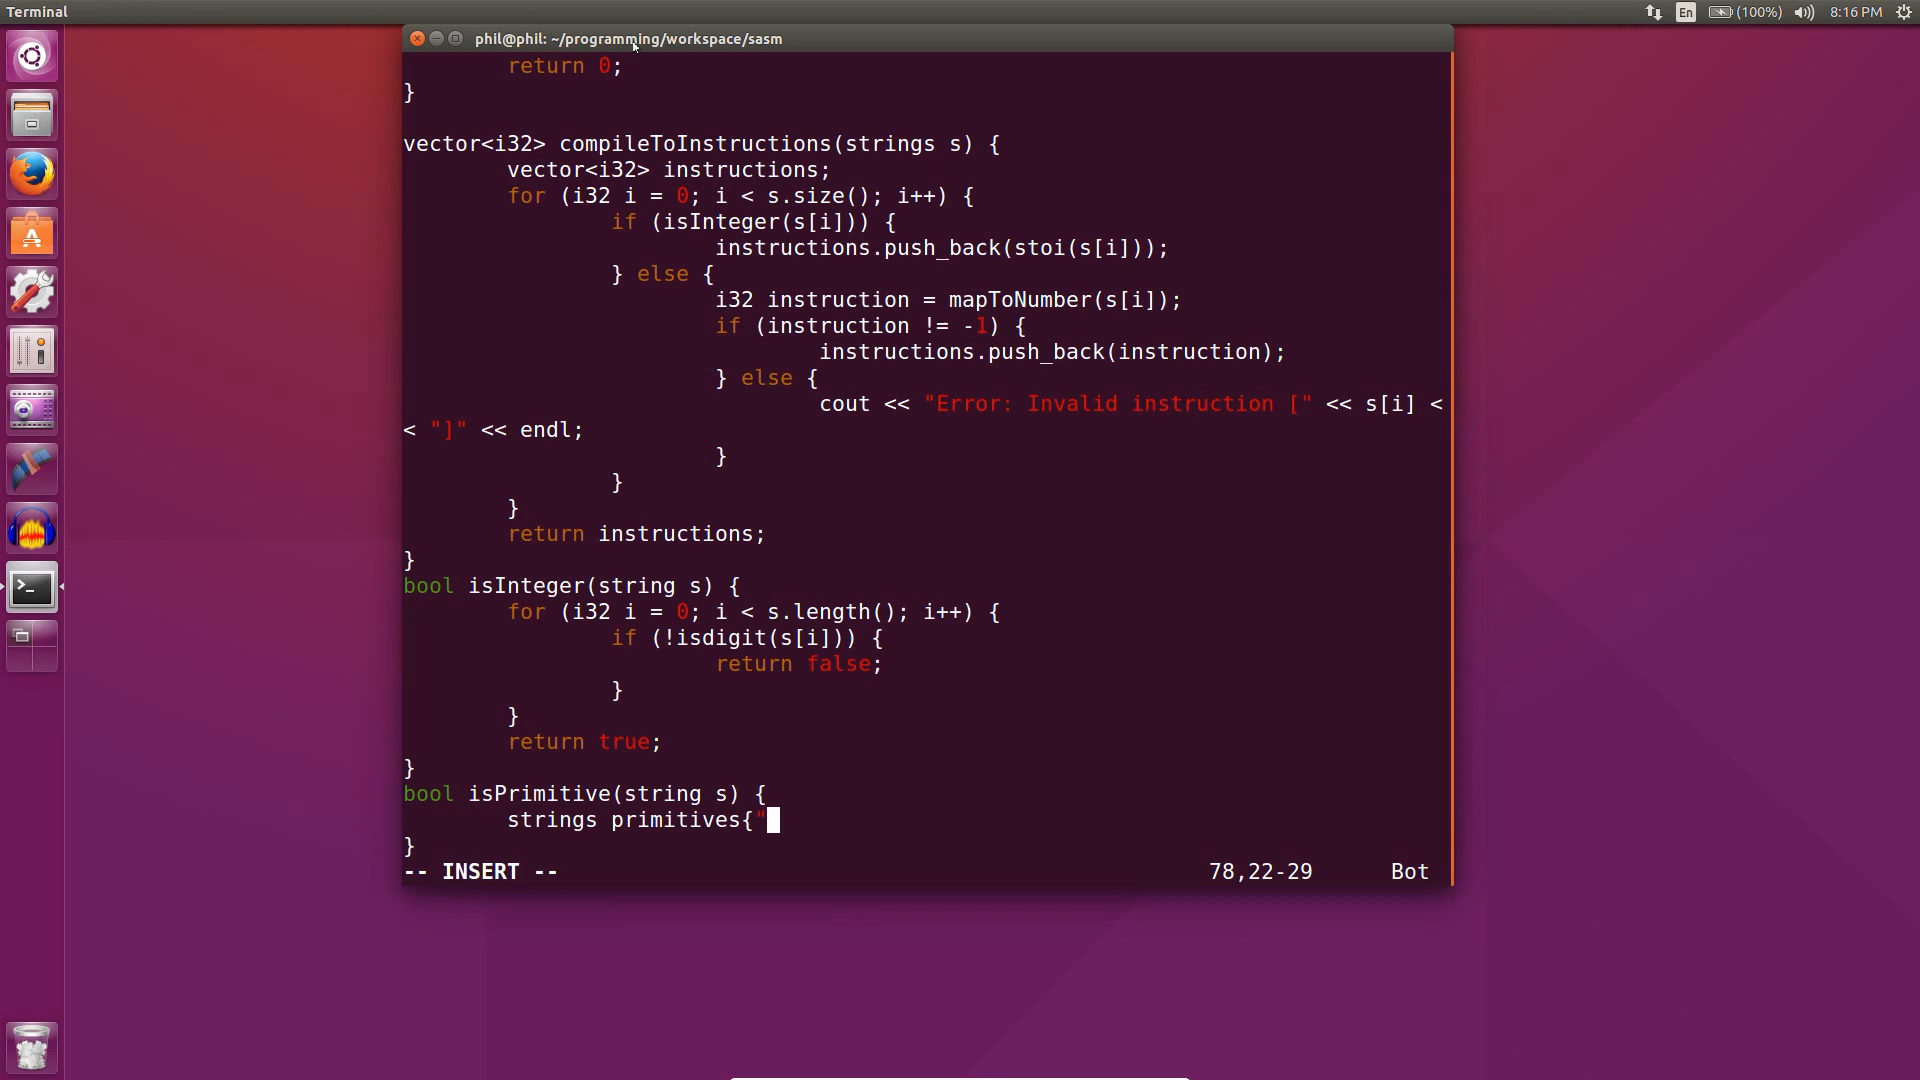 Terminal
En
(100%)
8:16 PM
phil@phil: ~/programming/workspace/sasm
return 0;
}
vector<i32> compileToInstructions(strings s) {
vector<i32> instructions;
for (i32 i = 0; i < s.size(); i++) {
if (isInteger(s[i])) {
instructions.push_back(stoi(s[i]));
} else {
i32 instruction = mapToNumber(s[i]);
if (instruction != -1) {
instructions.push_back(instruction);
} else {
cout << "Error: Invalid instruction [" << s[i] <
< "]" << endl;
}
}
}
return instructions;
}
bool isInteger(string s) {
for (i32 i = 0; i < s.length(); i++) {
if (!isdigit(s[i])) {
return false;
}
}
return true;
}
bool isPrimitive(string s) {
strings primitives{"
}
-- INSERT --
78,22-29
Bot